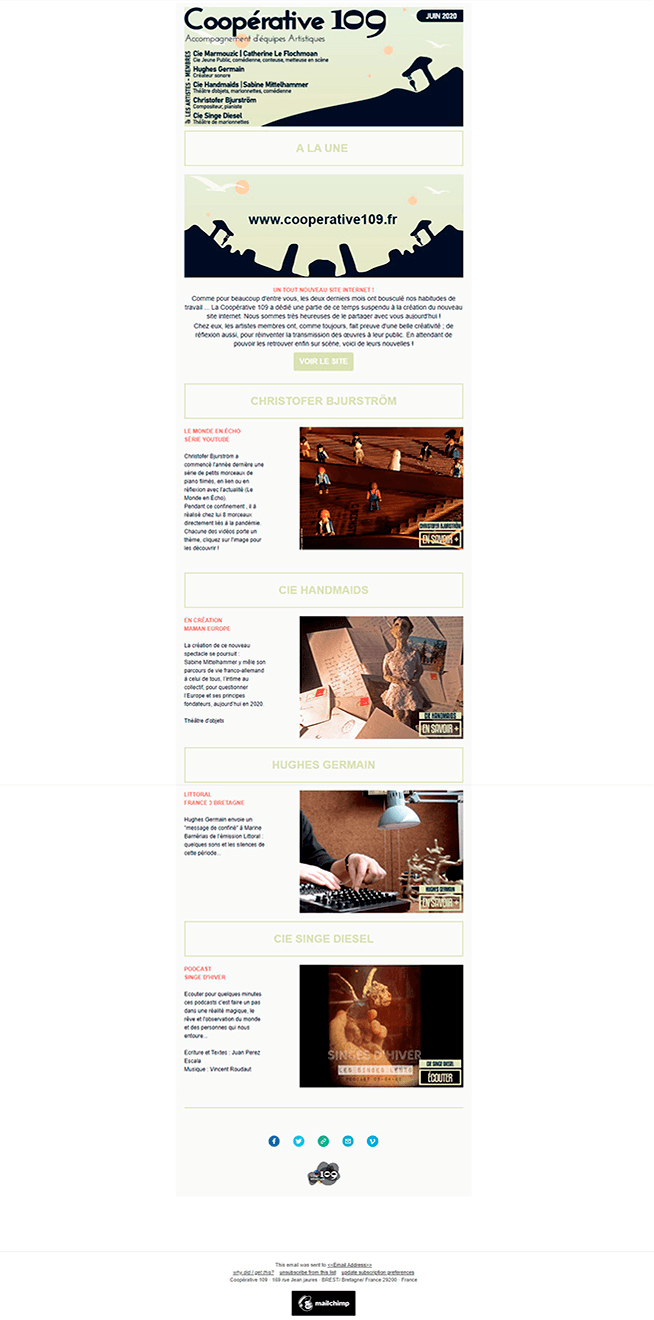 Coopérative 109
JUIN 2020
Accompagnement d'équipes Artistiques
& LES ARTISTES - MEMBRES
Cie Marmouzic | Catherine Le Flochmoan
Cie Jeune Public, comédienne, conteuse, metteuse en scène
Hughes Germain
Créateur sonore
Cie Handmaids | Sabine Mittelhammer
Théâtre d'objets, marionnettes, comédienne
Christofer Bjurström
Compositeur, pianiste
Cie Singe Diesel
Théâtre de marionnettes
A LA UNE
www.cooperative109.fr
UN TOUT NOUVEAU SITE INTERNET !
Comme pour beaucoup d'entre vous, les deux derniers mois ont bousculé nos habitudes de
travail ... La Coopérative 109 a dédié une partie de ce temps suspendu à la création du nouveau
site internet. Nous sommes très heureuses de le partager avec vous aujourd'hui !
Chez eux, les artistes membres ont, comme toujours, fait preuve d'une belle créativité ; de
réflexion aussi, pour réinventer la transmission des œuvres à leur public. En attendant de
pouvoir les retrouver enfin sur scène, voici de leurs nouvelles !
VOIR LE SITE
CHRISTOFER BJURSTRÖM
LE MONDE EN ÉCHO
SÉRIE YOUTUBE
Christofer Bjurström a
commencé l'année dernière une
série de petits morceaux de
piano filmés, en lien ou en
réflexion avec l'actualité (Le
Monde en Écho)
Pendant ce confinement , il à
réalisé chez lui 8 morceaux
directement liés à la pandémie.
Chacune des vidéos porte un
thème, cliquez sur l'image pour
les découvrir !
CHRISTOFER BJURSTRÖM
EN SAVOIR +
CIE HANDMAIDS
EN CRÉATION
MAMAN EUROPE
La création de ce nouveau
spectacle se poursuit :
Sabine Mittelhammer y mêle son
parcours de vie franco-allemand
à celui de tous, l'intime au
collectif, pour questionner
l'Europe et ses principes
fondateurs, aujourd'hui en 2020.
Théâtre d'objets
CIE HANDMAIDS
EN SAVOIR +
HUGHES GERMAIN
LITTORAL
FRANCE 3 BRETAGNE
Hughes Germain envoie un
"message de confiné" à Marine
Barnérias de l'émission Littoral :
quelques sons et les silences de
cette période...
HUGHES GERMAIN
EN SAVOIR +
CIE SINGE DIESEL
PODCAST
SINGE D'HIVER
Ecouter pour quelques minutes
ces podcasts c'est faire un pas
dans une réalité magique, le
rêve et l'observation du monde
et des personnes qui nous
entoure...
Ecriture et Textes : Juan Perez
Escala
Musique : Vincent Roudaut
SINGES D'HIVER
LES SINGES LENTS
CIE SINGE DIESEL
ÉCOUTER
109
This email was sent to <<Email Address>>
why did I get this? unsubscribe from this list update subscription preferences
Coopérative 109 · 169 rue Jean jaures · BREST/ Bretagne/ France 29200 · France
mailchimp